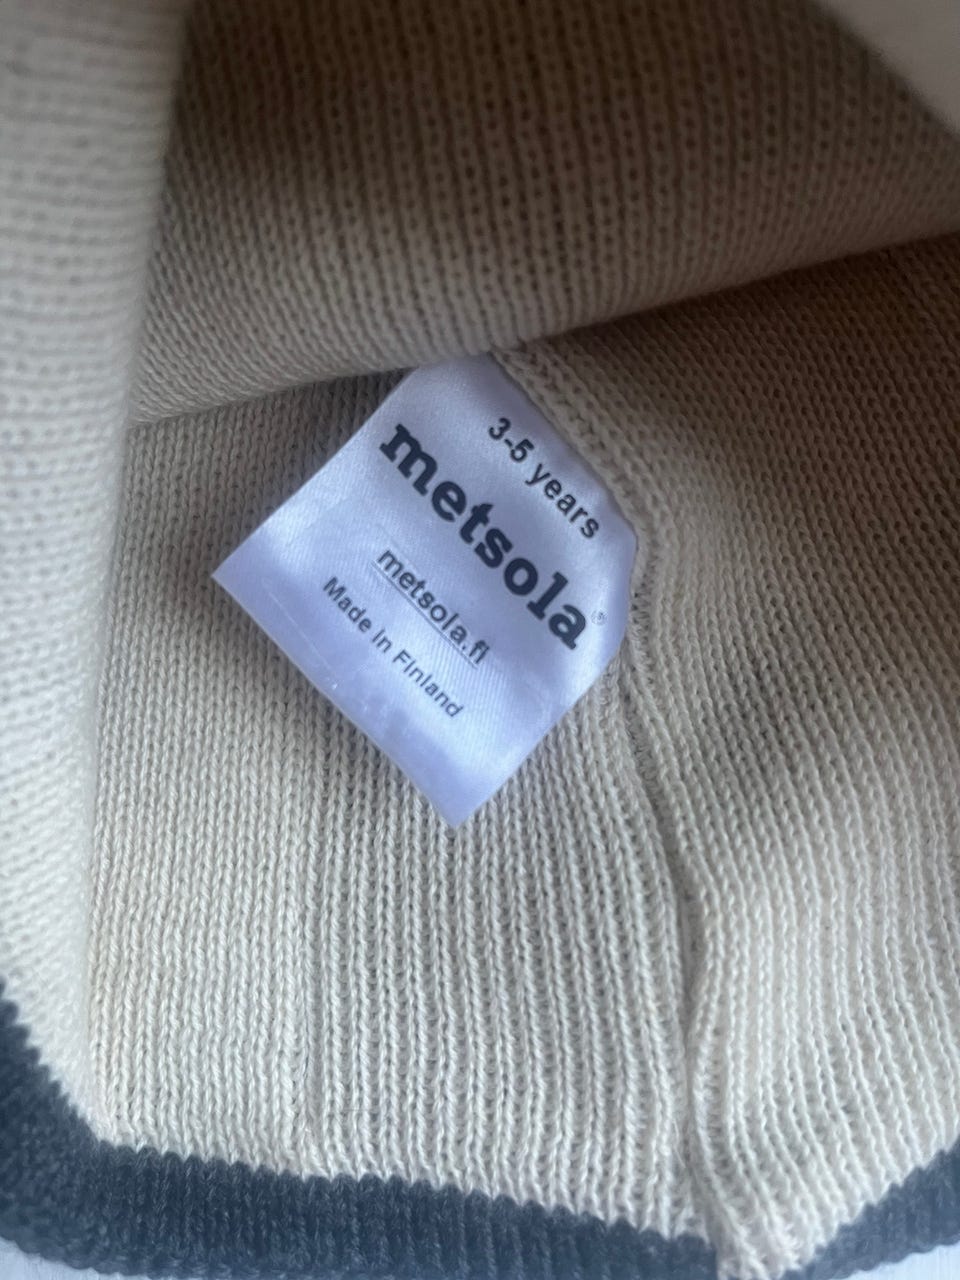 3-5 years
metsola®
metsola.fi
Made in Finland